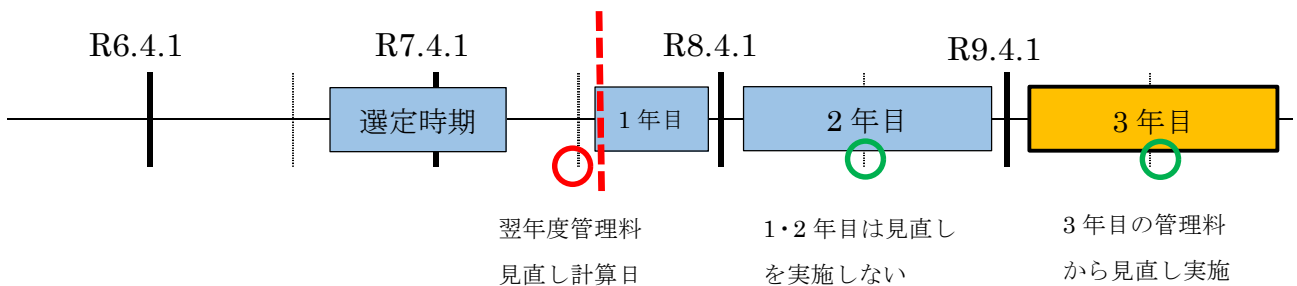 R6.4.1
R7.4.1
R8.4.1
R9.4.1
選定時期
1年目
2年目
3年目
翌年度管理料
見直し計算日
1・2年目は見直し
を実施しない
3年目の管理料
から見直し実施